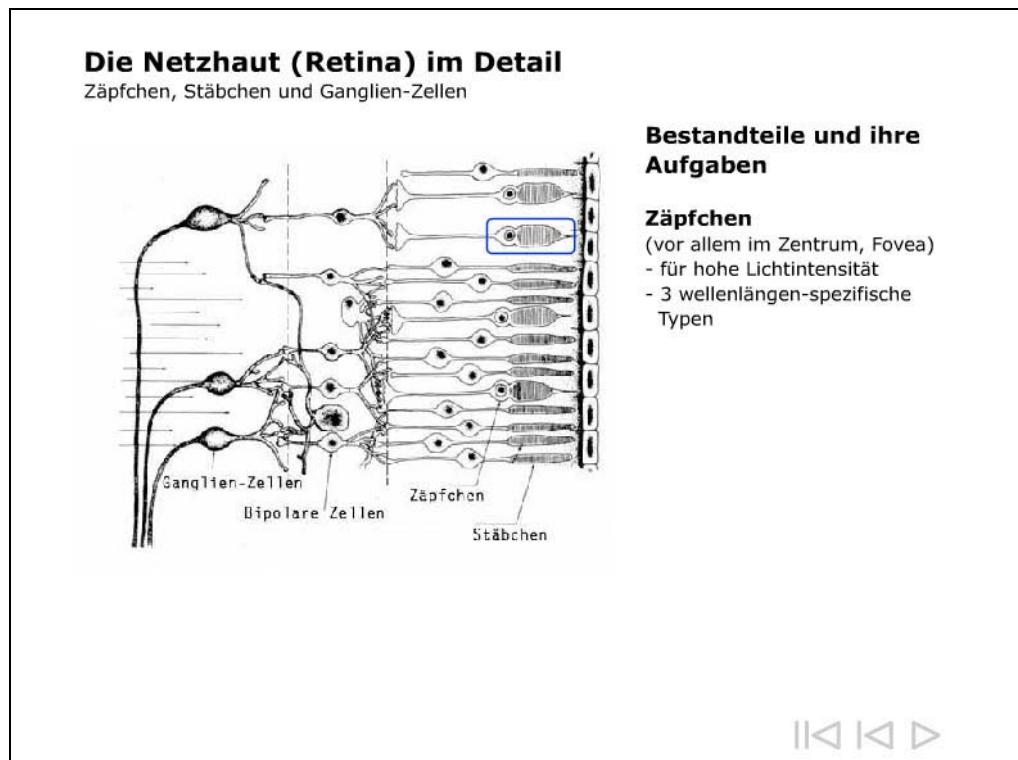 Die Netzhaut (Retina) im Detail
Zäpfchen, Stäbchen und Ganglien-Zellen
Bestandteile und ihre
Aufgaben
Zäpfchen
(vor allem im Zentrum, Fovea)
- für hohe Lichtintensität
- 3 wellenlängen-spezifische
Typen
Ganglien-Zellen
Bipolare Zellen
Zäpfchen
Stäbchen